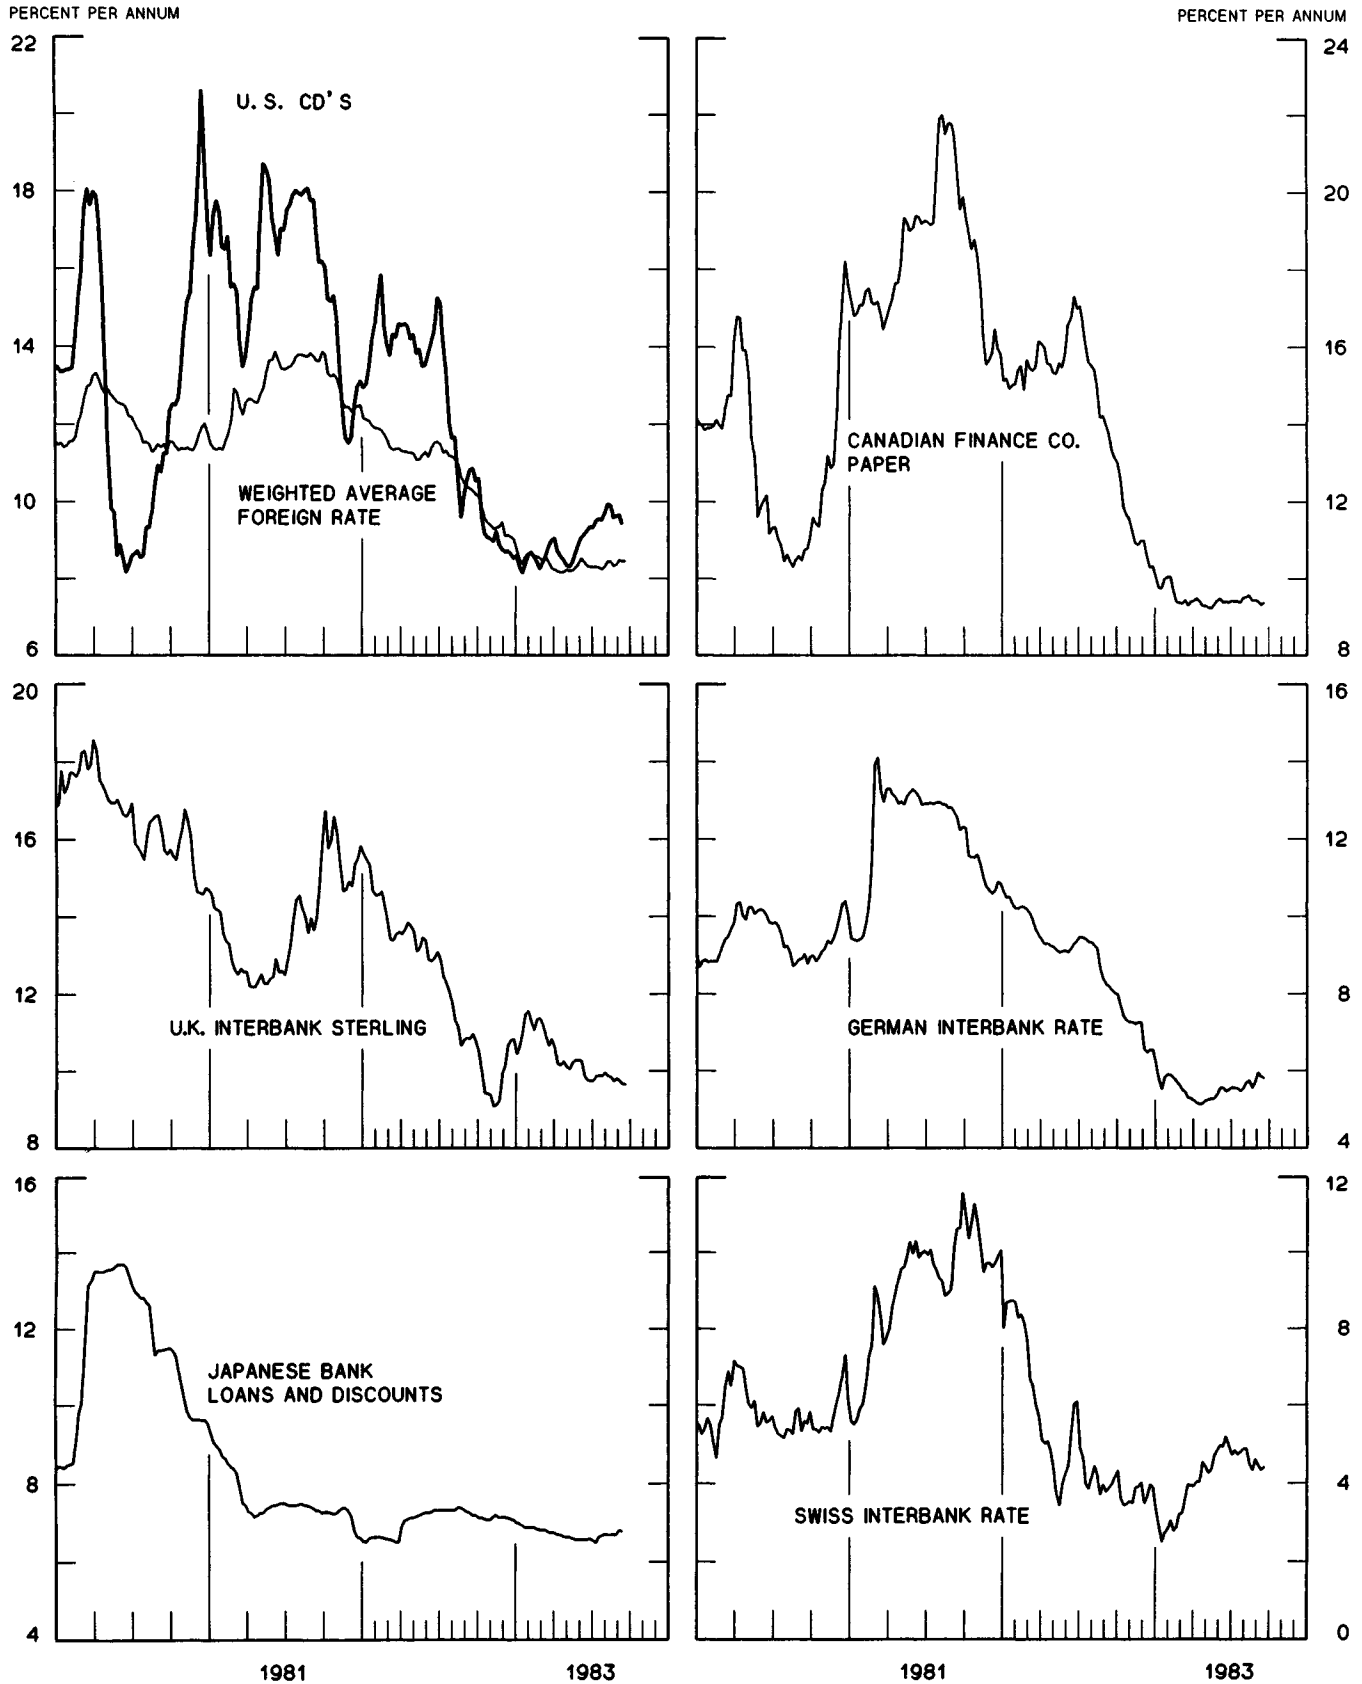 PERCENT PER ANNUM
PERCENT PER ANNUM
22
18
14
10
6
U. S. CD'S
WEIGHTED AVERAGE
FOREIGN RATE
24
20
16
12
8
CANADIAN FINANCE CO.
PAPER
20
16
12
8
U.K. INTERBANK STERLING
16
12
8
4
GERMAN INTERBANK RATE
16
12
8
4
JAPANESE BANK
LOANS AND DISCOUNTS
12
8
4
0
SWISS INTERBANK RATE
1981
1983
1981
1983